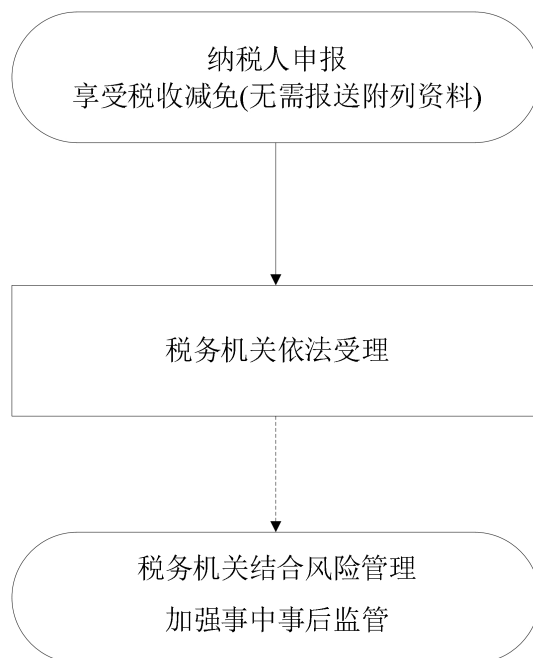 纳税人申报
享受税收减免(无需报送附列资料)
税务机关依法受理
税务机关结合风险管理
加强事中事后监管